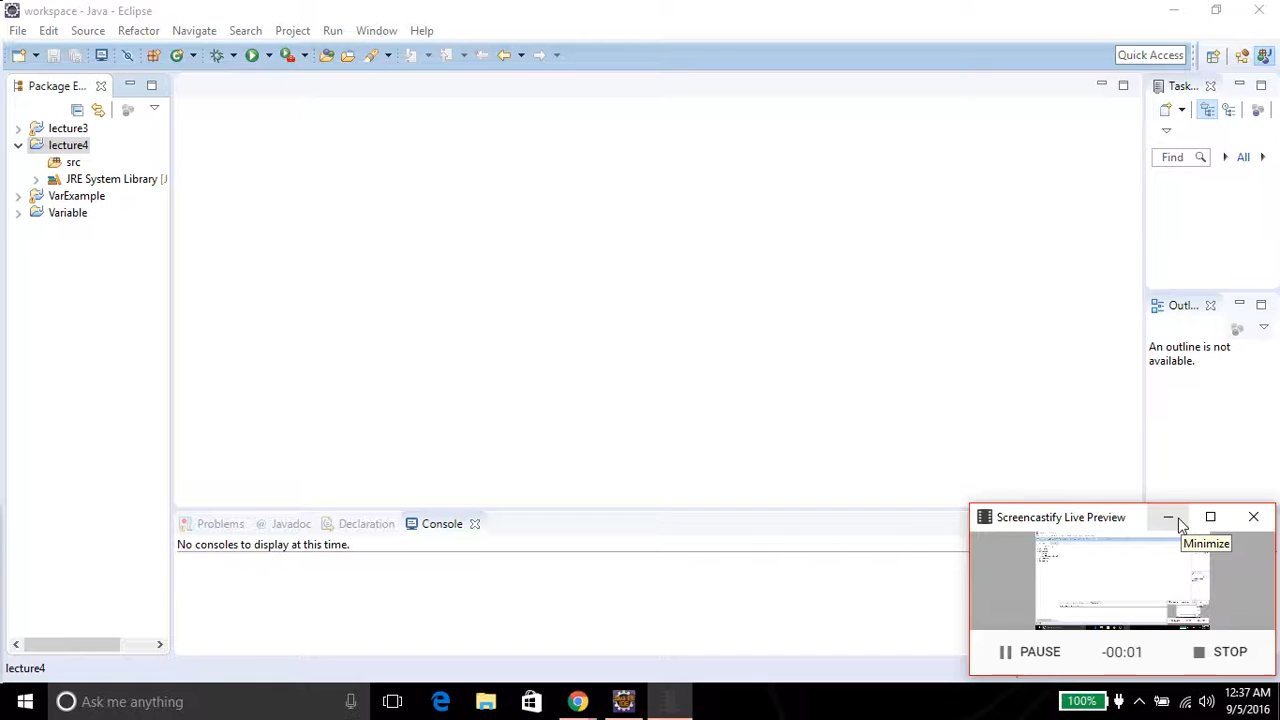 workspace - Java - Eclipse
File Edit Source Refactor Navigate Search Project Run Window Help
Quick Access
Package E...
Task...
lecture3
lecture4
src
JRE System Library [J
VarExample
Variable
Find
All
Outl...
An outline is not
available.
Problems
Javadoc
Declaration
Console
No consoles to display at this time.
Screencastify Live Preview
Minimize
PAUSE
-00:01
STOP
lecture4
Ask me anything
100%
12:37 AM
9/5/2016